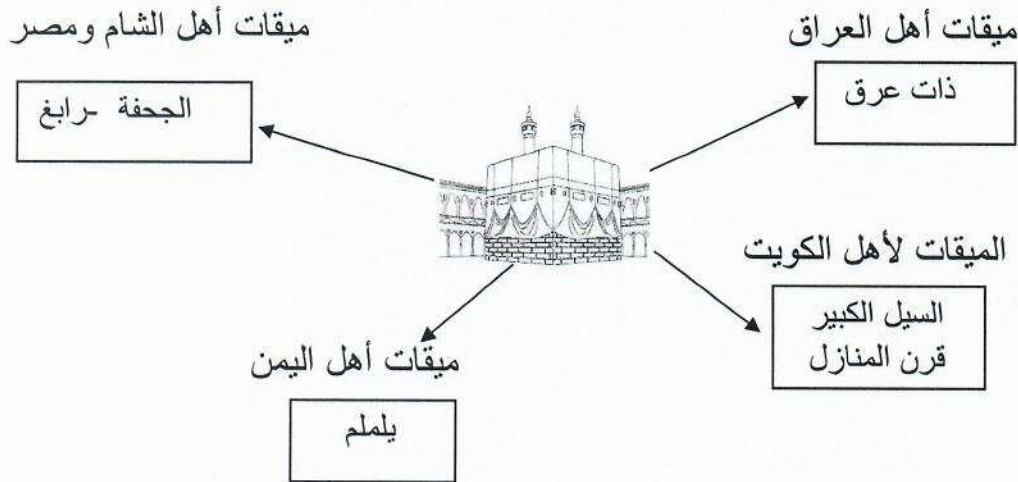 ميقات أهل العراق
ذات عرق
ميقات أهل الشام ومصر
الجحفة -رابغ
الميقات لأهل الكويت
السيل الكبير
قرن المنازل
ميقات أهل اليمن
يلملم